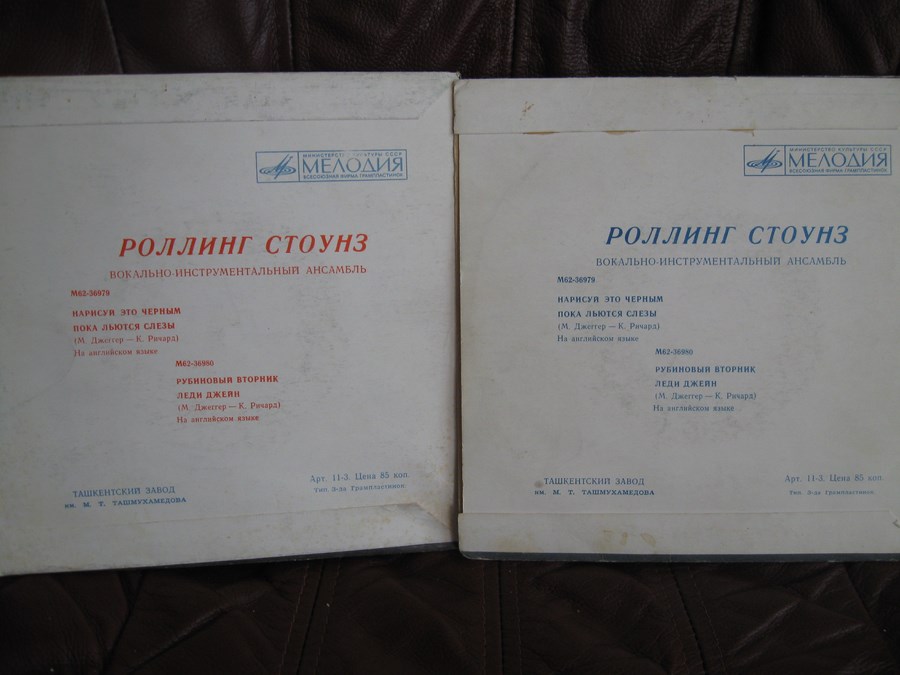 МИНИСТЕРСТВО КУЛЬТУРЫ СССР
МЕЛОДИЯ
ВСЕСОЮЗНАЯ ФИРМА ГРАМПЛАСТИНОК
РОЛЛИНГ СТОУНЗ
ВОКАЛЬНО-ИНСТРУМЕНТАЛЬНЫЙ АНСАМБЛЬ
М62-36979
НАРИСУЙ ЭТО ЧЕРНЫМ
ПОКА ЛЬЮТСЯ СЛЕЗЫ
(М. Джеггер — К. Ричард)
На английском языке
М62-36980
РУБИНОВЫЙ ВТОРНИК
ЛЕДИ ДЖЕЙН
(М. Джеггер — К. Ричард)
На английском языке
Арт. 11-3. Цена 85 коп.
Тип. З-да Грампластинок.
ТАШКЕНТСКИЙ ЗАВОД
им. М. Т. ТАШМУХАМЕДОВА
МИНИСТЕРСТВО КУЛЬТУРЫ СССР
МЕЛОДИЯ
ВСЕСОЮЗНАЯ ФИРМА ГРАМПЛАСТИНОК
РОЛЛИНГ СТОУНЗ
ВОКАЛЬНО-ИНСТРУМЕНТАЛЬНЫЙ АНСАМБЛЬ
М62-36979
НАРИСУЙ ЭТО ЧЕРНЫМ
ПОКА ЛЬЮТСЯ СЛЕЗЫ
(М. Джеггер — К. Ричард)
На английском языке
М62-36980
РУБИНОВЫЙ ВТОРНИК
ЛЕДИ ДЖЕЙН
(М. Джеггер — К. Ричард)
На английском языке
Арт. 11-3. Цена 85 коп.
Тип. З-да Грампластинок.
ТАШКЕНТСКИЙ ЗАВОД
им. М. Т. ТАШМУХАМЕДОВА